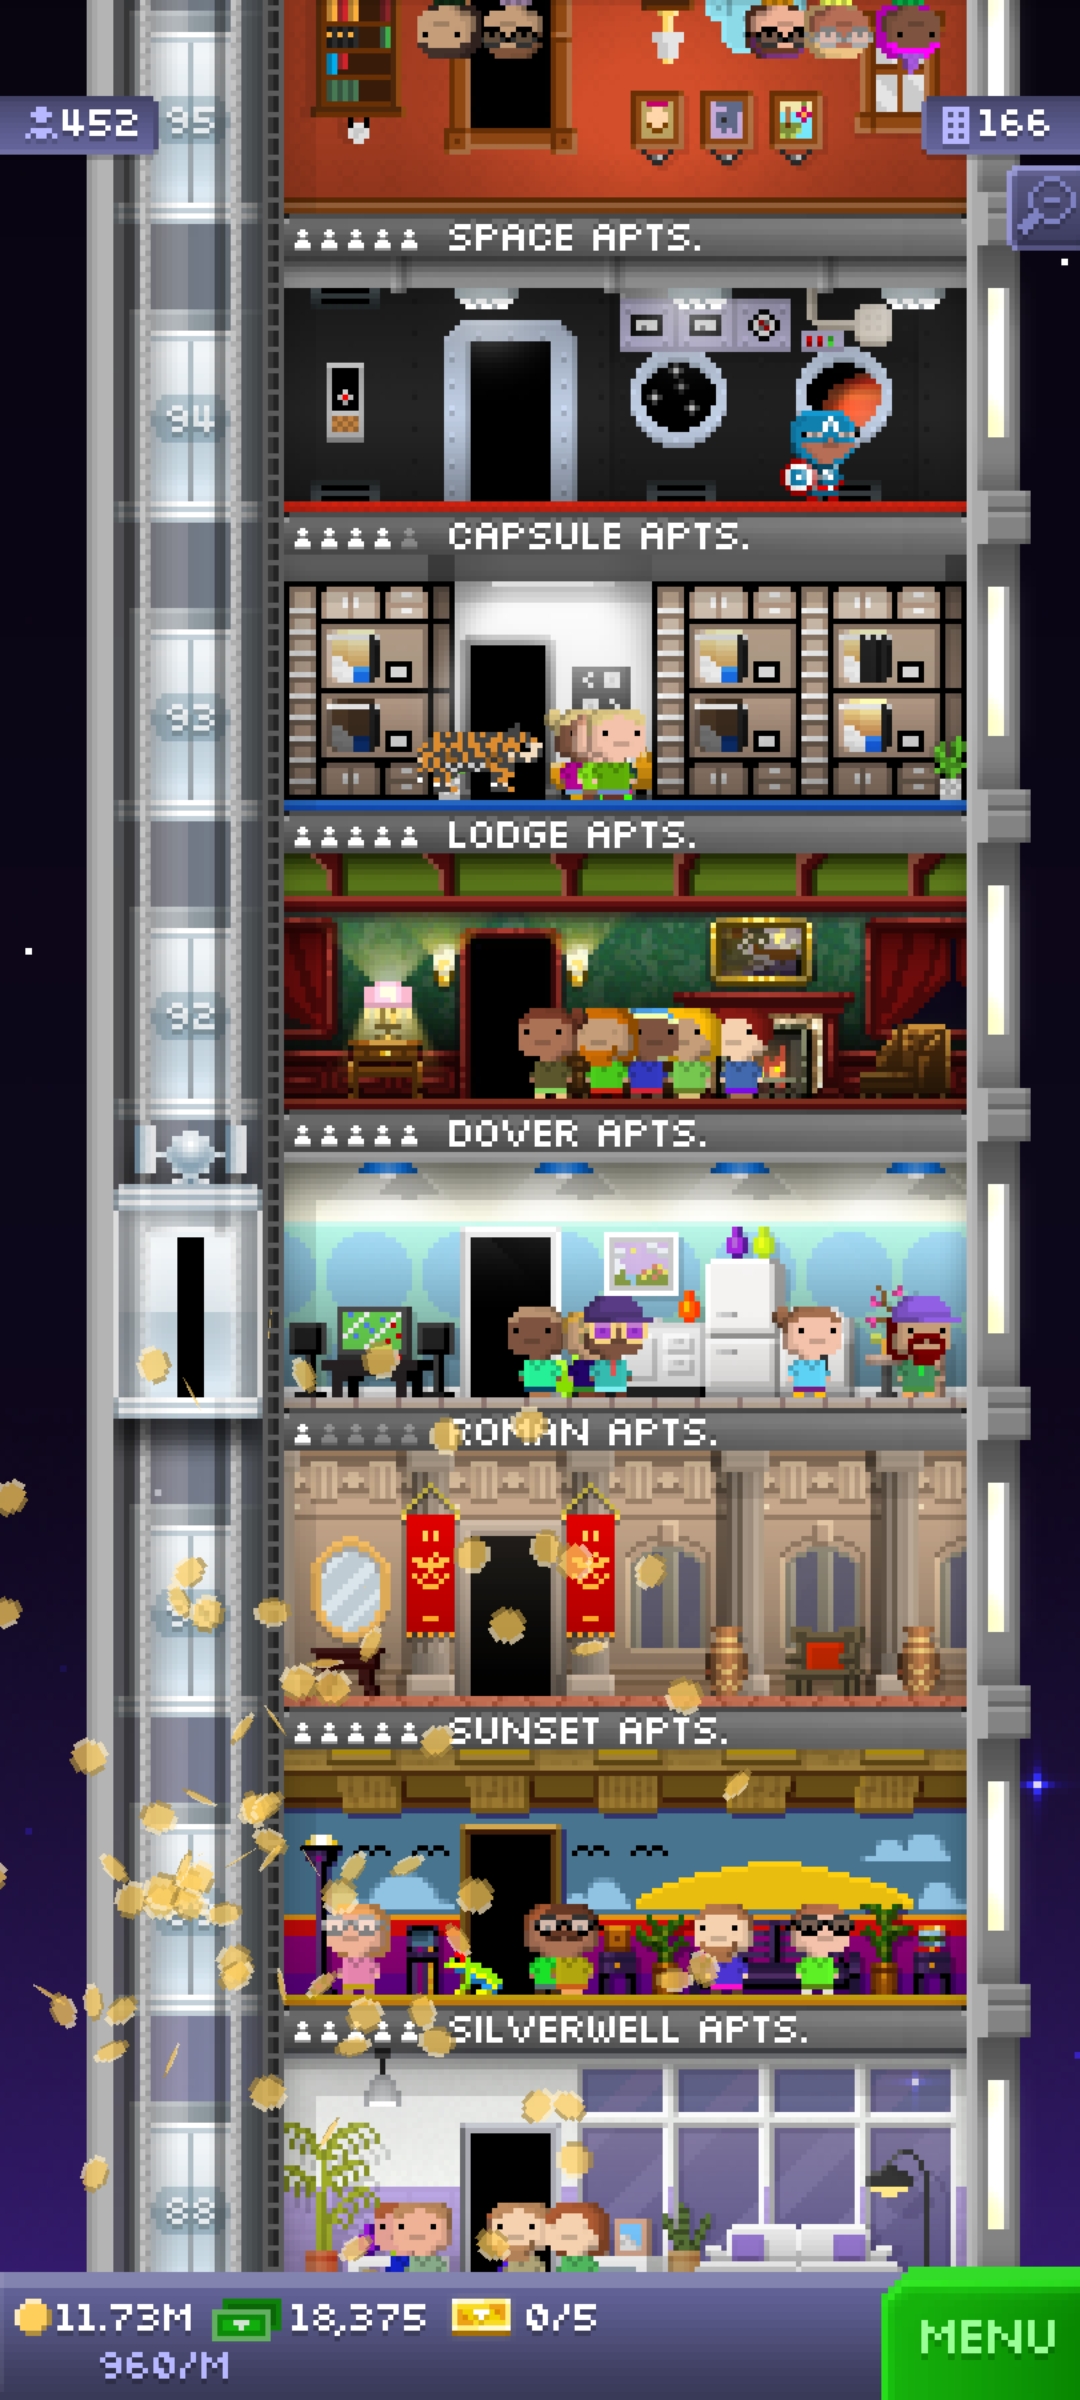 95
452
166
SPACE APTS.
94
CAPSULE APTS.
93
LODGE APTS.
92
DOVER APTS.
ROMAN APTS.
SUNSET APTS.
SILVERWELL APTS.
88
11.73M
18,375
0/5
MENU
960/M